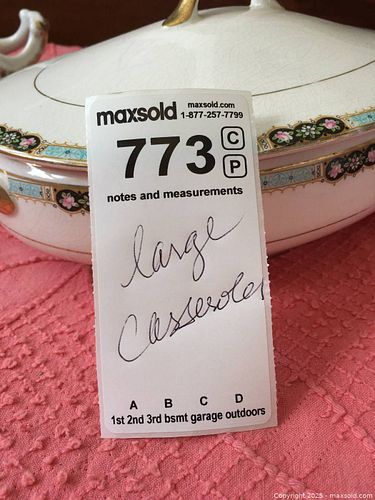 maxsold maxsold.com
1-877-257-7799
773 C
P
notes and measurements
large
Casserole
A B C D
1st 2nd 3rd bsmt garage outdoors
Copyright 2025 - maxsold.com